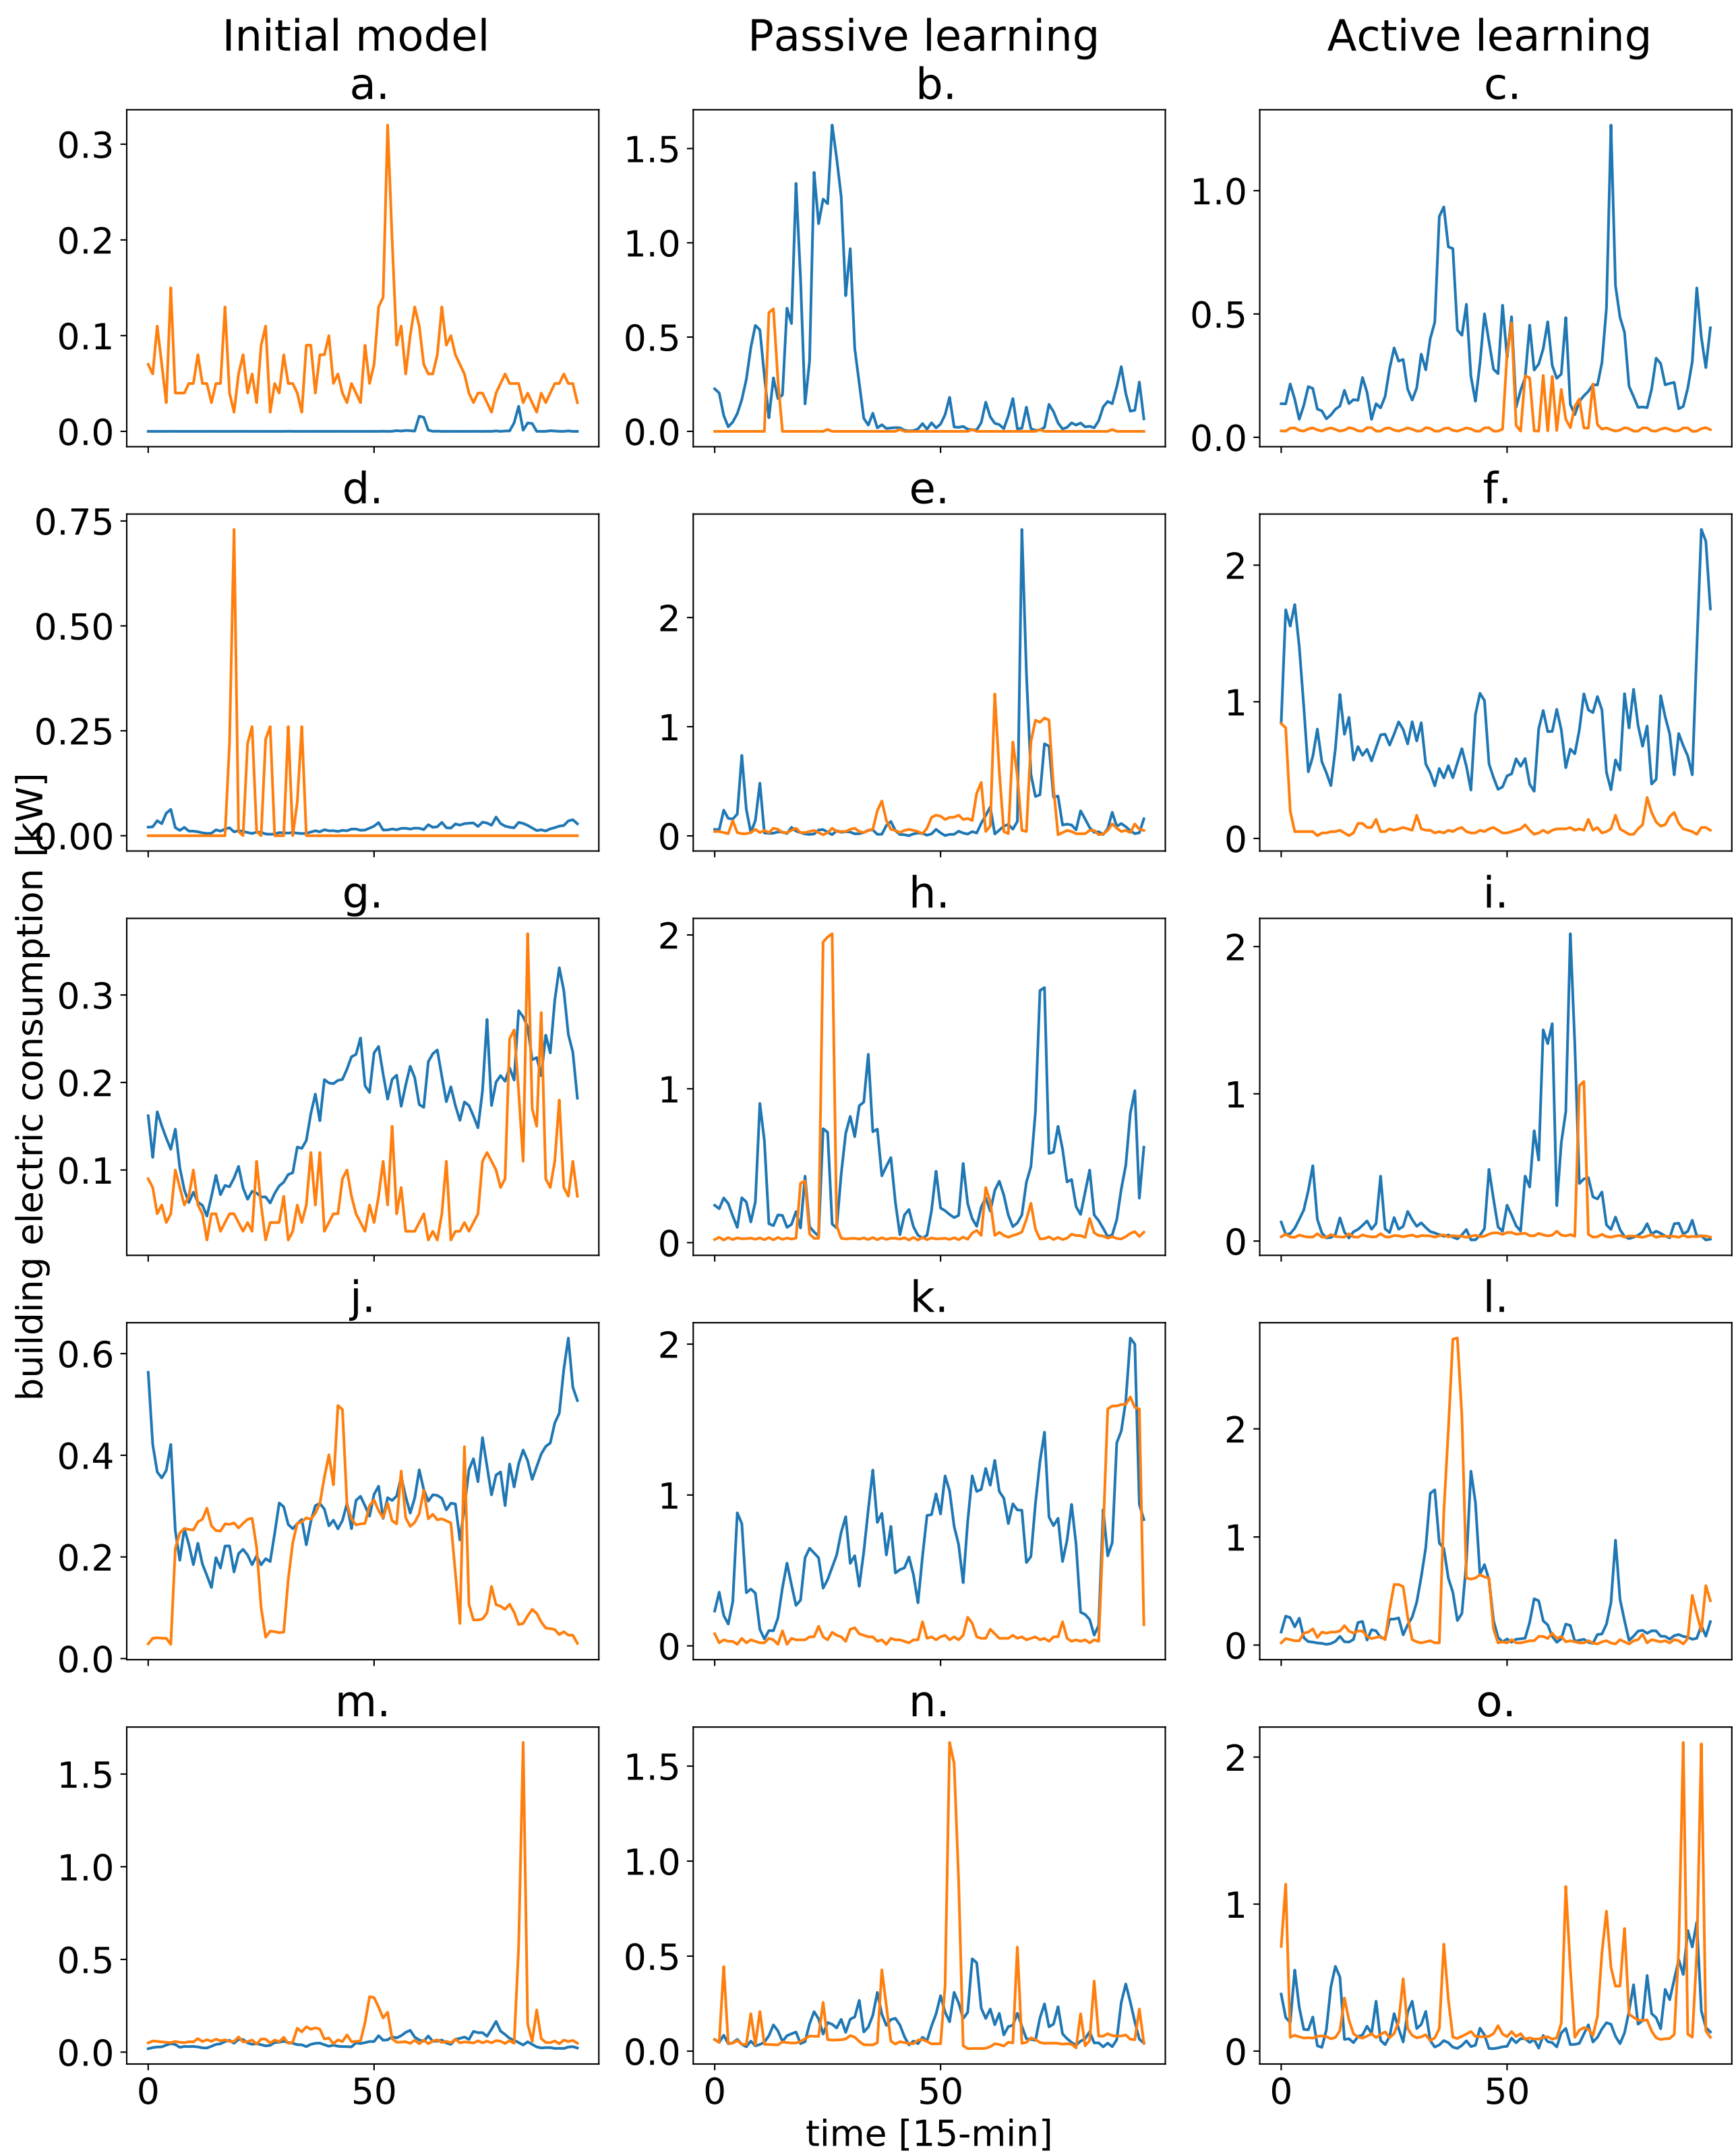 Initial model
Passive learning
Active learning
a.
b.
c.
0.3
0.2
0.1
0.0
1.5
1.0
0.5
0.0
1.0
0.5
0.0
d.
e.
f.
0.75
0.50
0.25
0.00
2
1
0
2
1
0
building electric consumption [kW]
g.
h.
i.
0.3
0.2
0.1
2
1
0
2
1
0
j.
k.
l.
0.6
0.4
0.2
0.0
2
1
0
2
1
0
m.
n.
o.
1.5
1.0
0.5
0.0
1.5
1.0
0.5
0.0
2
1
0
0
50
0
50
0
50
time [15-min]